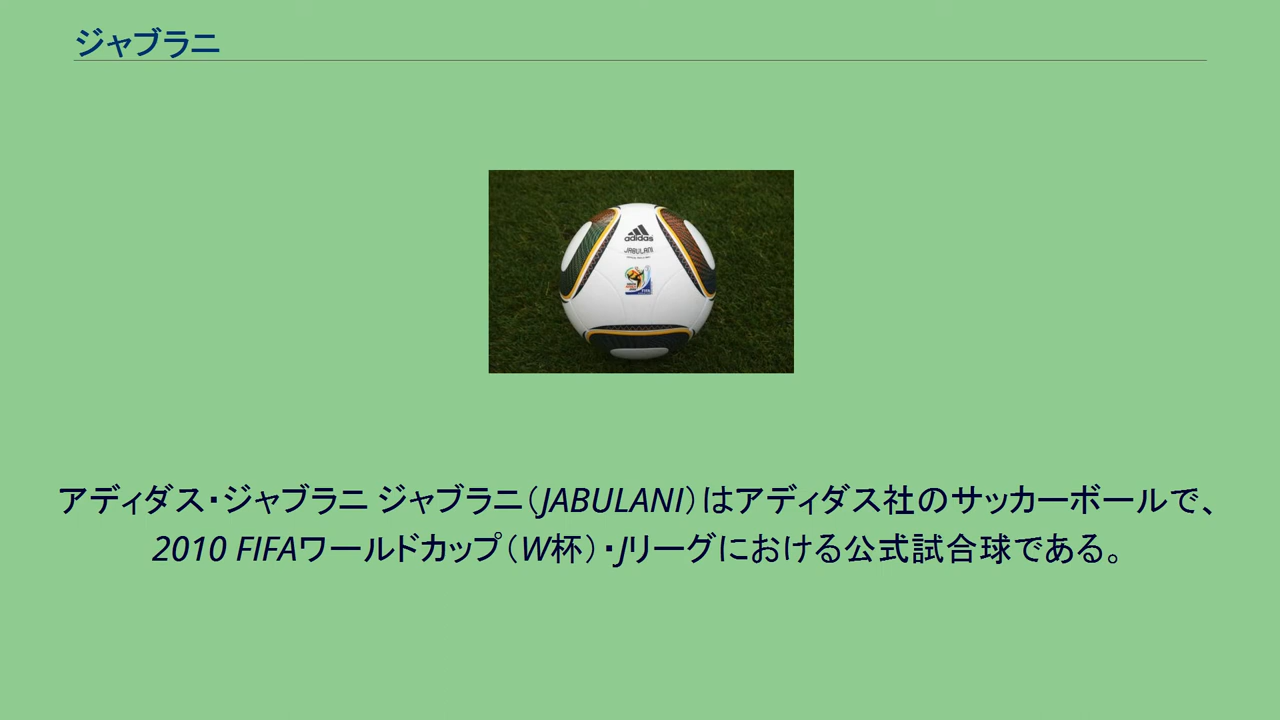 ジャブラニ
adidas
JABULANI
アディダス・ジャブラニ ジャブラニ（JABULANI）はアディダス社のサッカーボールで、
2010 FIFAワールドカップ（W杯）・Jリーグにおける公式試合球である。